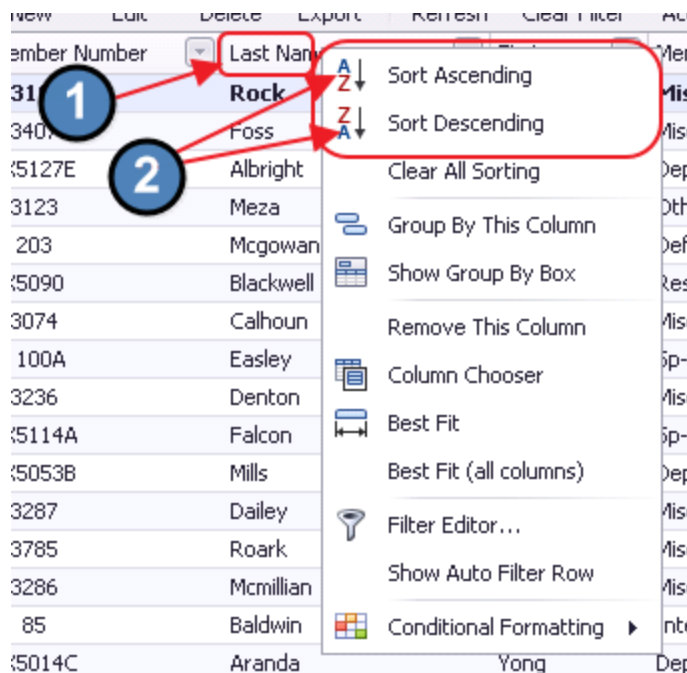 New Edit Delete Export Refresh Clear Filter
ember Number Last Nam
1
31 Rock
3407 Foss
2
5127E Albright
3123 Meza
203 Mcgowan
5090 Blackwell
3074 Calhoun
100A Easley
3236 Denton
5114A Falcon
5053B Mills
3287 Dailey
3785 Roark
3286 Mcmillian
85 Baldwin
5014C Aranda Yong Dep
A Z Sort Ascending
Z A Sort Descending
Clear All Sorting
Group By This Column
Show Group By Box
Remove This Column
Column Chooser
Best Fit
Best Fit (all columns)
Filter Editor...
Show Auto Filter Row
Conditional Formatting